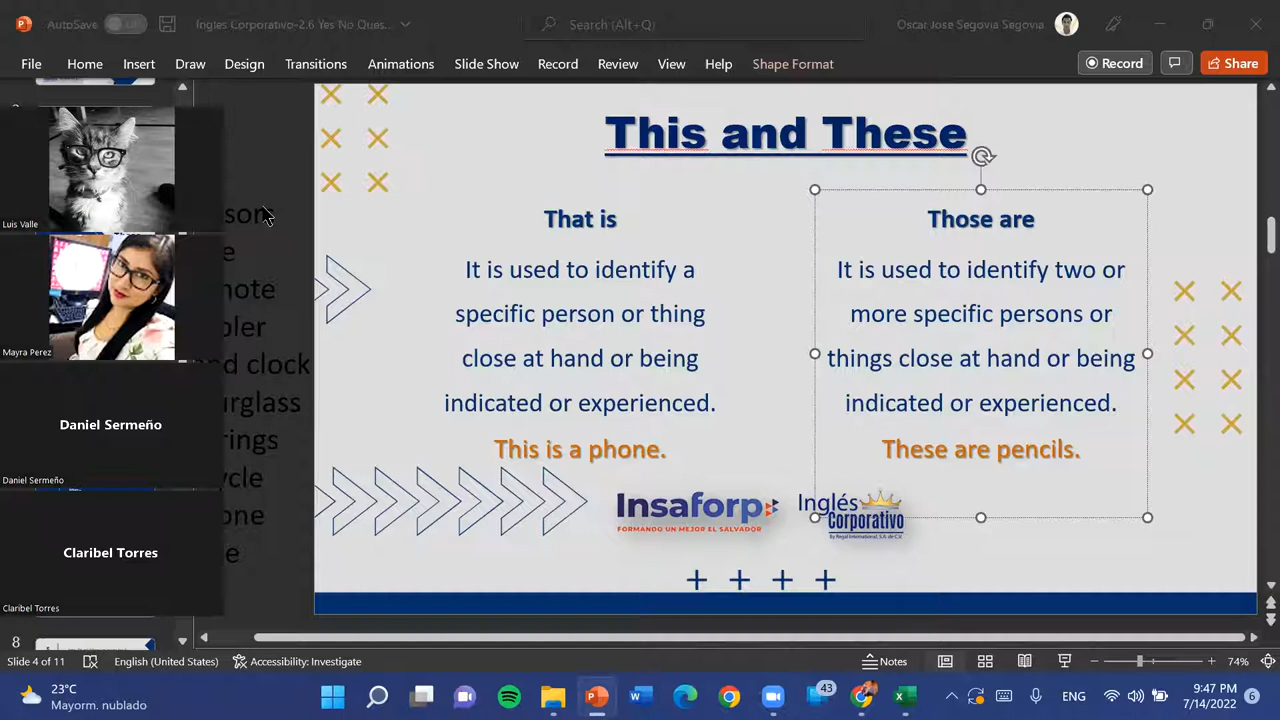 AutoSave
Off
Ingles Corporativo-2.6 Yes No Ques...
Search (Alt+Q)
Oscar Jose Segovia Segovia
File
Home
Insert
Draw
Design
Transitions
Animations
Slide Show
Record
Review
View
Help
Shape Format
Record
Share
Luis Valle
Mayra Perez
Daniel Sermeño
Daniel Sermeño
Claribel Torres
Claribel Torres
8
This and These
That is
It is used to identify a
specific person or thing
close at hand or being
indicated or experienced.
This is a phone.
Those are
It is used to identify two or
more specific persons or
things close at hand or being
indicated or experienced.
These are pencils.
Insaforp
FORMANDO UN MEJOR EL SALVADOR
Inglés
Corporativo
By Regal International, S.A. de C.V.
Slide 4 of 11
English (United States)
Accessibility: Investigate
Notes
74%
23°C
Mayorm. nublado
43
ENG
9:47 PM
7/14/2022
6